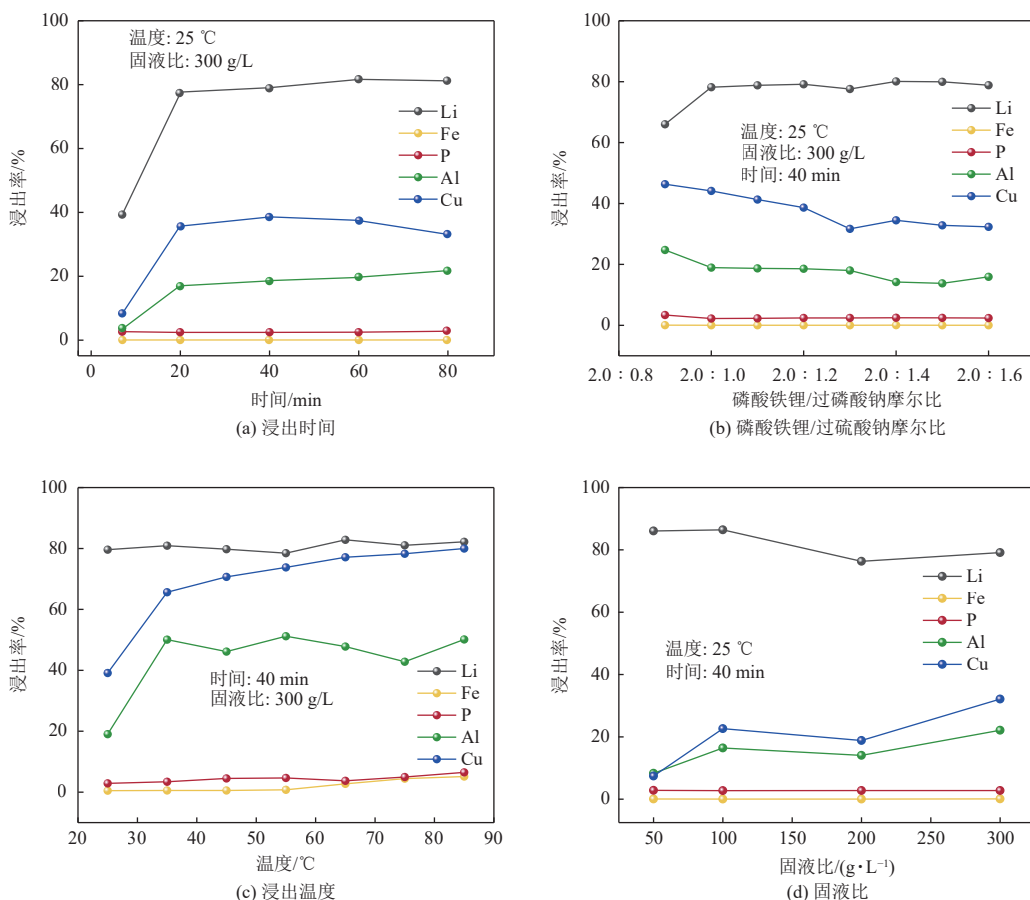 100
80
60
40
20
0
浸出率/%
温度: 25 ℃
固液比: 300 g/L
Li
Fe
P
Al
Cu
0 20 40 60 80
时间/min
(a) 浸出时间
100
80
60
40
20
0
浸出率/%
温度: 25 ℃
固液比: 300 g/L
时间: 40 min
Li
Fe
P
Al
Cu
2.0∶0.8 2.0∶1.0 2.0∶1.2 2.0∶1.4 2.0∶1.6
磷酸铁锂/过磷酸钠摩尔比
(b) 磷酸铁锂/过硫酸钠摩尔比
100
80
60
40
20
0
浸出率/%
时间: 40 min
固液比: 300 g/L
Li
Fe
P
Al
Cu
20 30 40 50 60 70 80 90
温度/℃
(c) 浸出温度
100
80
60
40
20
0
浸出率/%
温度: 25 ℃
时间: 40 min
Li
Fe
P
Al
Cu
50 100 150 200 250 300
固液比/(g·L⁻¹)
(d) 固液比